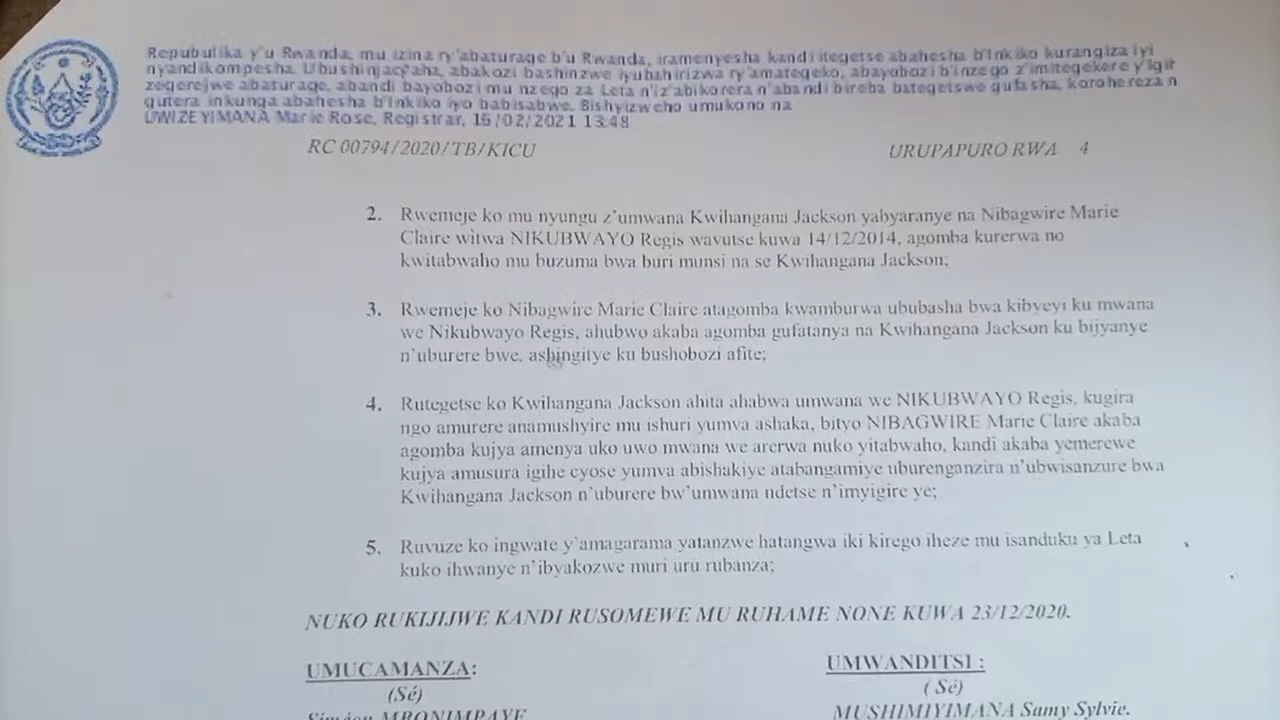 Repubulika y'u Rwanda, mu izina ry'abaturage b'u Rwanda, iramenyesha kandi itegetse abahesha b'Inkiko kurangiza iyi
nyandikompesha. Ubushinjacyaha, abakozi bashinzwe iyubahirizwa ry'amategeko, abayobozi b'inzego z'imitegekere y'igih
zegerejwe abaturage, abandi bayobozi mu nzego za Leta n'iz'abikorera n'abandi bireba bategetswe gufasha, korohereza n
gutera inkunga abahesha b'Inkiko iyo babisabwe. Bishyizweho umukono na
UWIZEYIMANA Marie Rose, Registrar, 15/02/2021 13:48
RC 00794/2020/TB/KICU URUPAPURO RWA 4
2. Rwemeje ko mu nyungu z'umwana Kwihangana Jackson yabyaranye na Nibagwire Marie
Claire witwa NIKUBWAYO Regis wavutse kuwa 14/12/2014, agomba kurerwa no
kwitabwaho mu buzuma bwa buri munsi na se Kwihangana Jackson;
3. Rwemeje ko Nibagwire Marie Claire atagomba kwamburwa ububasha bwa kibyeyi ku mwana
we Nikubwayo Regis, ahubwo akaba agomba gufatanya na Kwihangana Jackson ku bijyanye
n'uburere bwe, ashingitye ku bushobozi afite;
4. Rutegetse ko Kwihangana Jackson ahita ahabwa umwana we NIKUBWAYO Regis, kugira
ngo amurere anamushyire mu ishuri yumva ashaka, bityo NIBAGWIRE Marie Claire akaba
agomba kujya amenya uko uwo mwana we arerwa nuko yitabwaho, kandi akaba yemerewe
kujya amusura igihe cyose yumva abishakiye atabangamiye uburenganzira n'ubwisanzure bwa
Kwihangana Jackson n'uburere bw'umwana ndetse n'imyigire ye;
5. Ruvuze ko ingwate y'amagarama yatanzwe hatangwa iki kirego iheze mu isanduku ya Leta
kuko ihwanye n'ibyakozwe muri uru rubanza;
NUKO RUKIJIJWE KANDI RUSOMEWE MU RUHAME NONE KUWA 23/12/2020.
UMUCAMANZA: UMWANDITSI :
(Sé) ( Sé)
Siméon MBONIMPAYE MUSHIMIYIMANA Samy Sylvie.